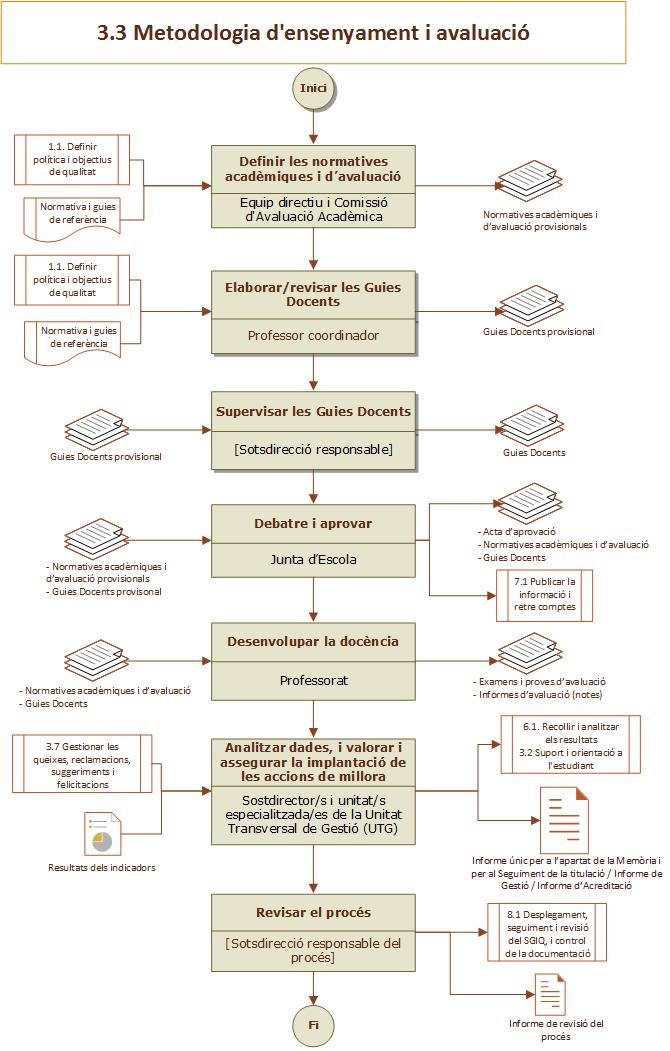 3.3 Metodologia d'ensenyament i avaluació
Inici
1.1. Definir
política i objectius
de qualitat
Normativa i guies
de referència
Definir les normatives
acadèmiques i d´avaluació
Equip directiu i Comissió
d'Avaluació Acadèmica
Normatives acadèmiques i
d’avaluació provisionals
1.1. Definir
política i objectius
de qualitat
Normativa i guies
de referència
Elaborar/revisar les Guies
Docents
Professor coordinador
Guies Docents provisional
Guies Docents provisional
Supervisar les Guies Docents
[Sotsdirecció responsable]
Guies Docents
- Normatives acadèmiques i
d’avaluació provisionals
- Guies Docents provisonal
Debatre i aprovar
Junta d’Escola
- Acta d’aprovació
- Normatives acadèmiques i d’avaluació
- Guies Docents
7.1 Publicar la
informació i
retre comptes
- Normatives acadèmiques i d’avaluació
- Guies Docents
Desenvolupar la docència
Professorat
- Examens i proves d’avaluació
- Informes d’avaluació (notes)
3.7 Gestionar les
queixes, reclamacions,
suggeriments i
felicitacions
Resultats dels indicadors
Analitzar dades, i valorar i
assegurar la implantació de
les accions de millora
Sostdirector/s i unitat/s
especialitzada/es de la Unitat
Transversal de Gestió (UTG)
6.1. Recollir i analitzar
els resultats
3.2 Suport i orientació a
l'estudiant
Informe únic per a l’apartat de la Memòria i
per al Seguiment de la titulació / Informe de
Gestió / Informe d’Acreditació
Revisar el procés
[Sotsdirecció responsable del
procés]
8.1 Desplegament,
seguiment i revisió
del SGIQ, i control
de la documentació
Informe de revisió del
procés
Fi